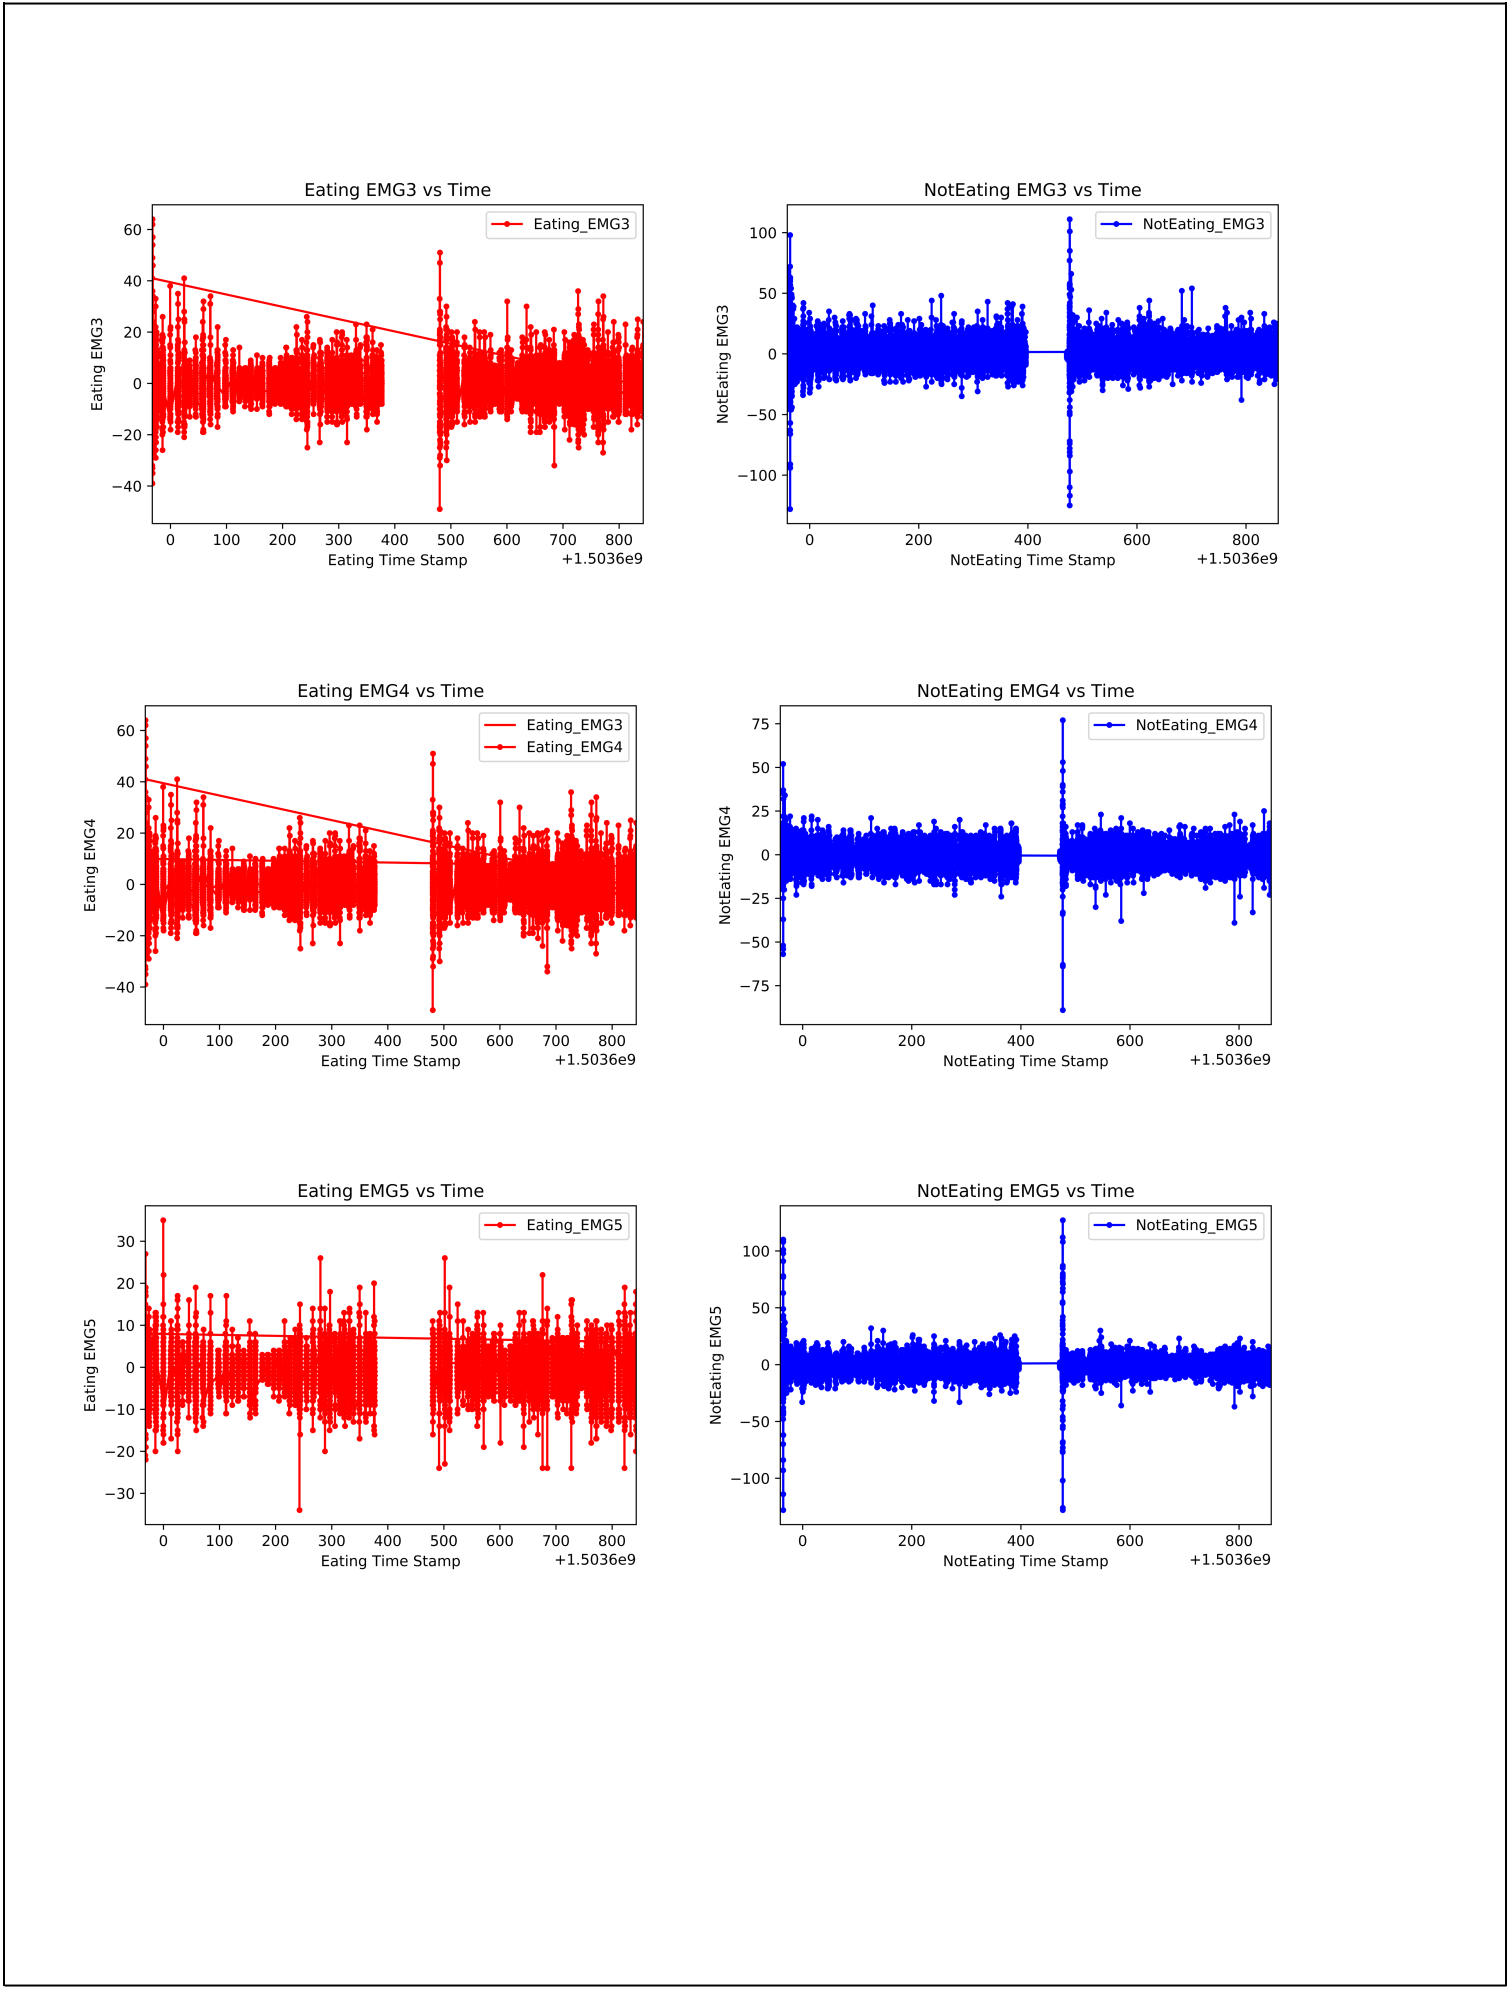 Eating EMG3 vs Time
Eating_EMG3
60
40
20
0
−20
−40
Eating EMG3
0 100 200 300 400 500 600 700 800
Eating Time Stamp
+1.5036e9
NotEating EMG3 vs Time
NotEating_EMG3
100
50
0
−50
−100
NotEating EMG3
0 200 400 600 800
NotEating Time Stamp
+1.5036e9
Eating EMG4 vs Time
Eating_EMG3
Eating_EMG4
60
40
20
0
−20
−40
Eating EMG4
0 100 200 300 400 500 600 700 800
Eating Time Stamp
+1.5036e9
NotEating EMG4 vs Time
NotEating_EMG4
75
50
25
0
−25
−50
−75
NotEating EMG4
0 200 400 600 800
NotEating Time Stamp
+1.5036e9
Eating EMG5 vs Time
Eating_EMG5
30
20
10
0
−10
−20
−30
Eating EMG5
0 100 200 300 400 500 600 700 800
Eating Time Stamp
+1.5036e9
NotEating EMG5 vs Time
NotEating_EMG5
100
50
0
−50
−100
NotEating EMG5
0 200 400 600 800
NotEating Time Stamp
+1.5036e9